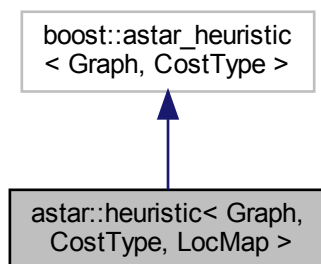 boost::astar_heuristic
< Graph, CostType >
astar::heuristic< Graph,
CostType, LocMap >